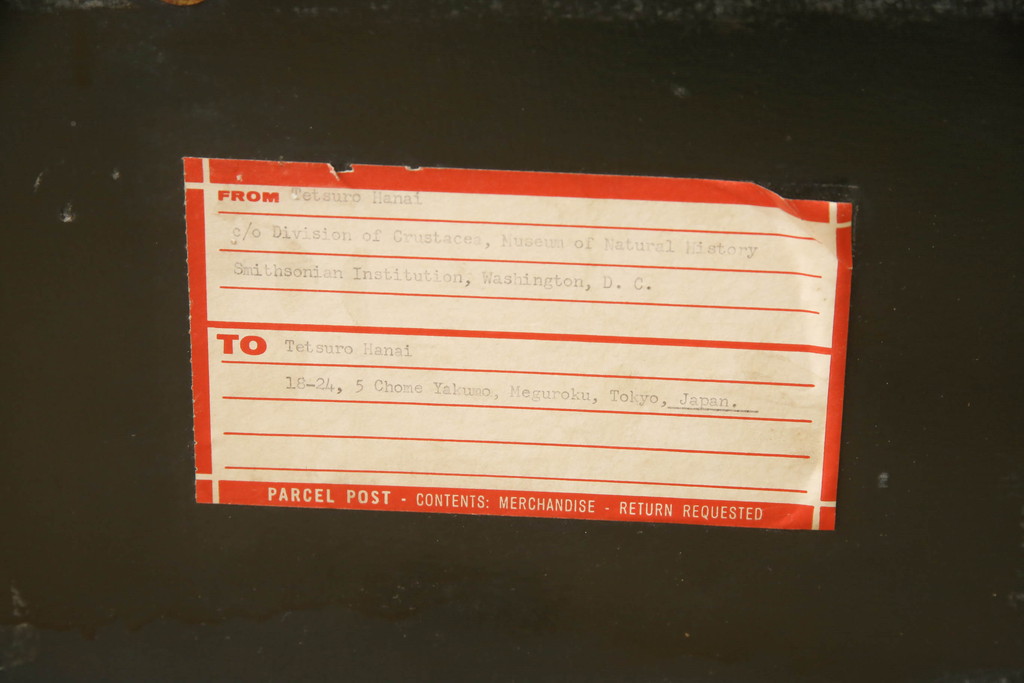 FROM Tetsuro Hanai
c/o Division of Crustacea, Museum of Natural History
Smithsonian Institution, Washington, D. C.
TO Tetsuro Hanai
18-24, 5 Chome Yakumo, Meguroku, Tokyo, Japan.
PARCEL POST - CONTENTS: MERCHANDISE - RETURN REQUESTED